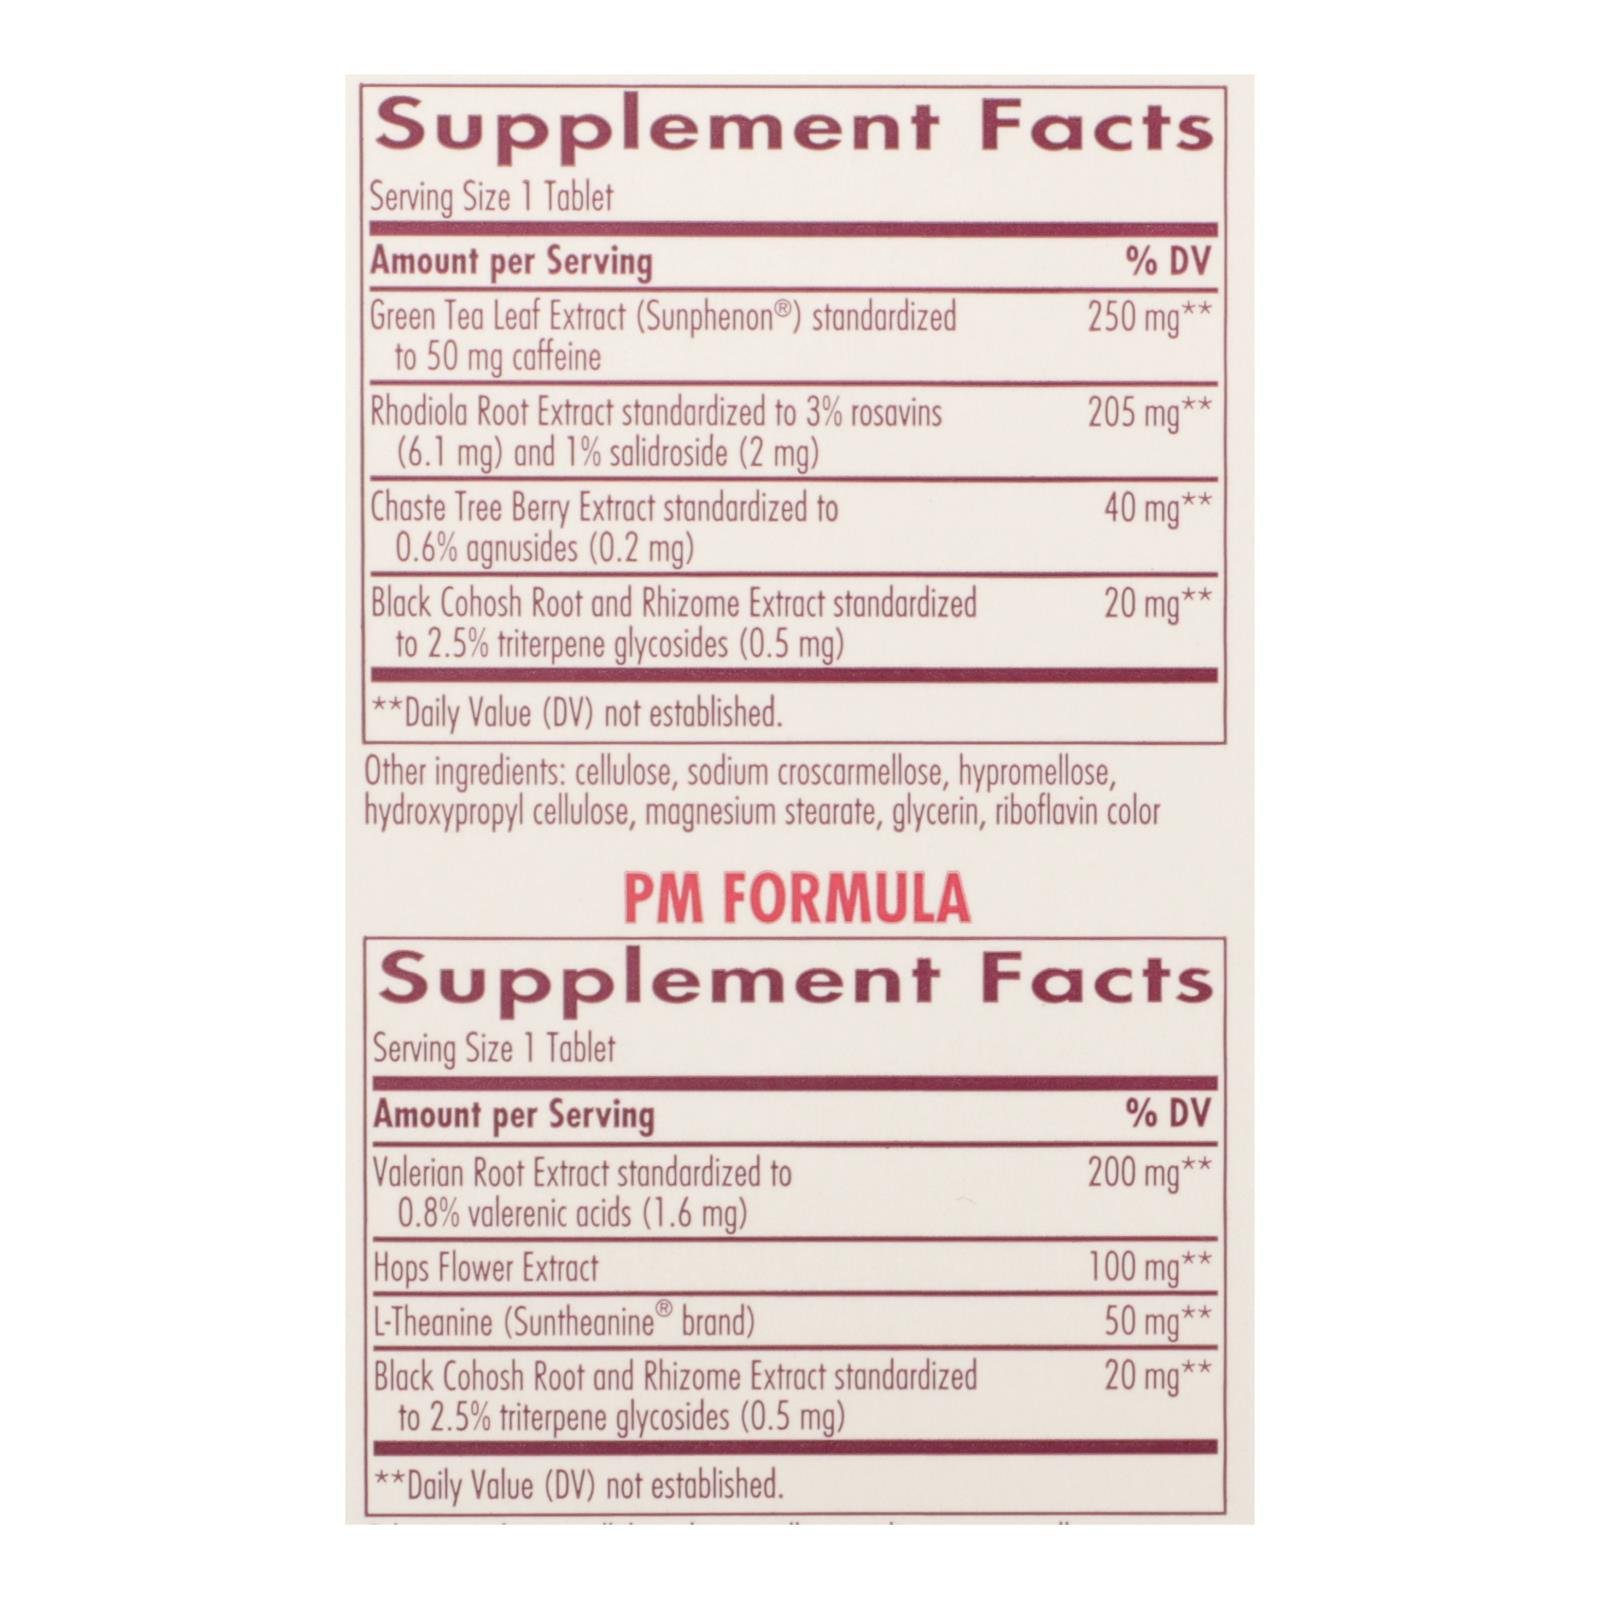 Supplement Facts
Serving Size 1 Tablet
Amount per Serving % DV
Green Tea Leaf Extract (Sunphenon®) standardized 250 mg**
to 50 mg caffeine
Rhodiola Root Extract standardized to 3% rosavins 205 mg**
(6.1 mg) and 1% salidroside (2 mg)
Chaste Tree Berry Extract standardized to 40 mg**
0.6% agnusides (0.2 mg)
Black Cohosh Root and Rhizome Extract standardized 20 mg**
to 2.5% triterpene glycosides (0.5 mg)
**Daily Value (DV) not established.
Other ingredients: cellulose, sodium croscarmellose, hypromellose,
hydroxypropyl cellulose, magnesium stearate, glycerin, riboflavin color
PM FORMULA
Supplement Facts
Serving Size 1 Tablet
Amount per Serving % DV
Valerian Root Extract standardized to 200 mg**
0.8% valerenic acids (1.6 mg)
Hops Flower Extract 100 mg**
L-Theanine (Suntheanine® brand) 50 mg**
Black Cohosh Root and Rhizome Extract standardized 20 mg**
to 2.5% triterpene glycosides (0.5 mg)
**Daily Value (DV) not established.